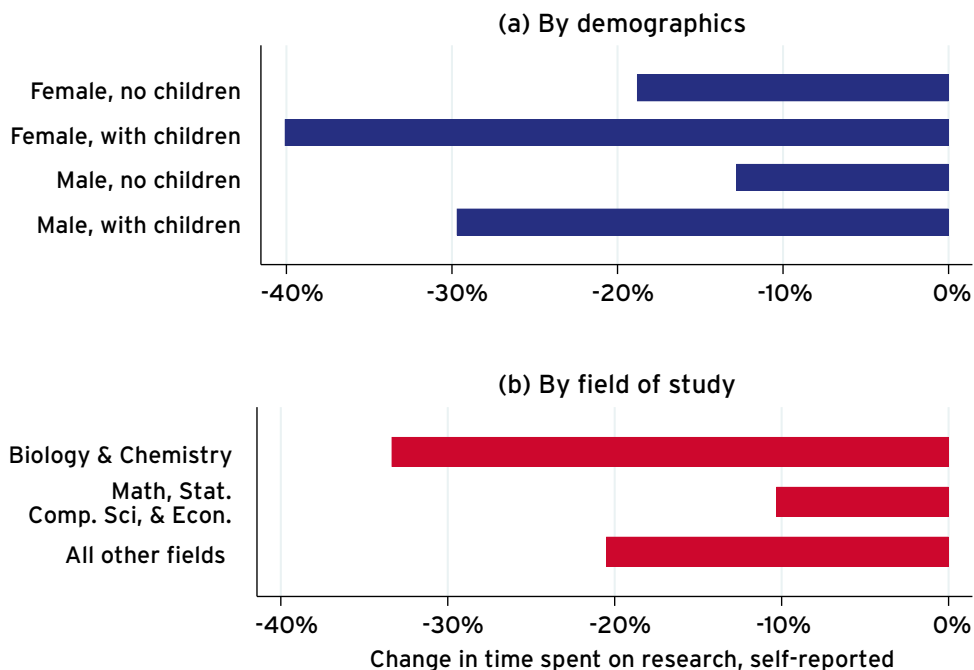 (a) By demographics
Female, no children
Female, with children
Male, no children
Male, with children
-40% -30% -20% -10% 0%
(b) By field of study
Biology & Chemistry
Math, Stat.
Comp. Sci, & Econ.
All other fields
-40% -30% -20% -10% 0%
Change in time spent on research, self-reported